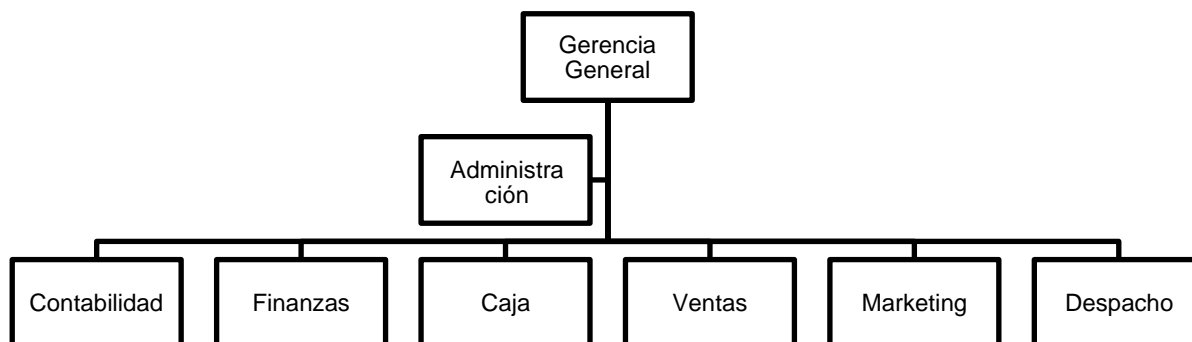 Gerencia
General
Administra
ción
Contabilidad
Finanzas
Caja
Ventas
Marketing
Despacho